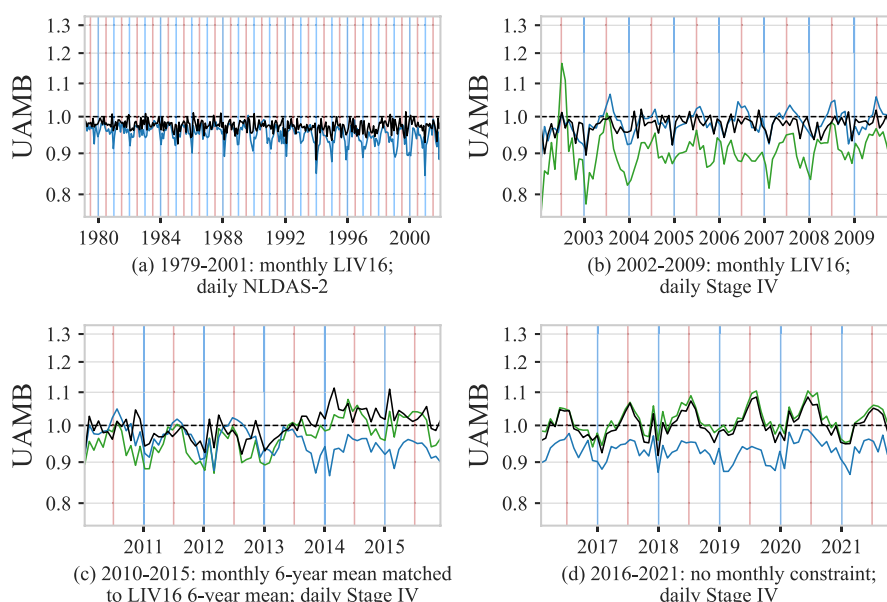 UAMB
1.3
1.2
1.1
1.0
0.9
0.8
1980 1984 1988 1992 1996 2000
(a) 1979-2001: monthly LIV16;
daily NLDAS-2
UAMB
1.3
1.2
1.1
1.0
0.9
0.8
2003 2004 2005 2006 2007 2008 2009
(b) 2002-2009: monthly LIV16;
daily Stage IV
UAMB
1.3
1.2
1.1
1.0
0.9
0.8
2011 2012 2013 2014 2015
(c) 2010-2015: monthly 6-year mean matched
to LIV16 6-year mean; daily Stage IV
UAMB
1.3
1.2
1.1
1.0
0.9
0.8
2017 2018 2019 2020 2021
(d) 2016-2021: no monthly constraint;
daily Stage IV